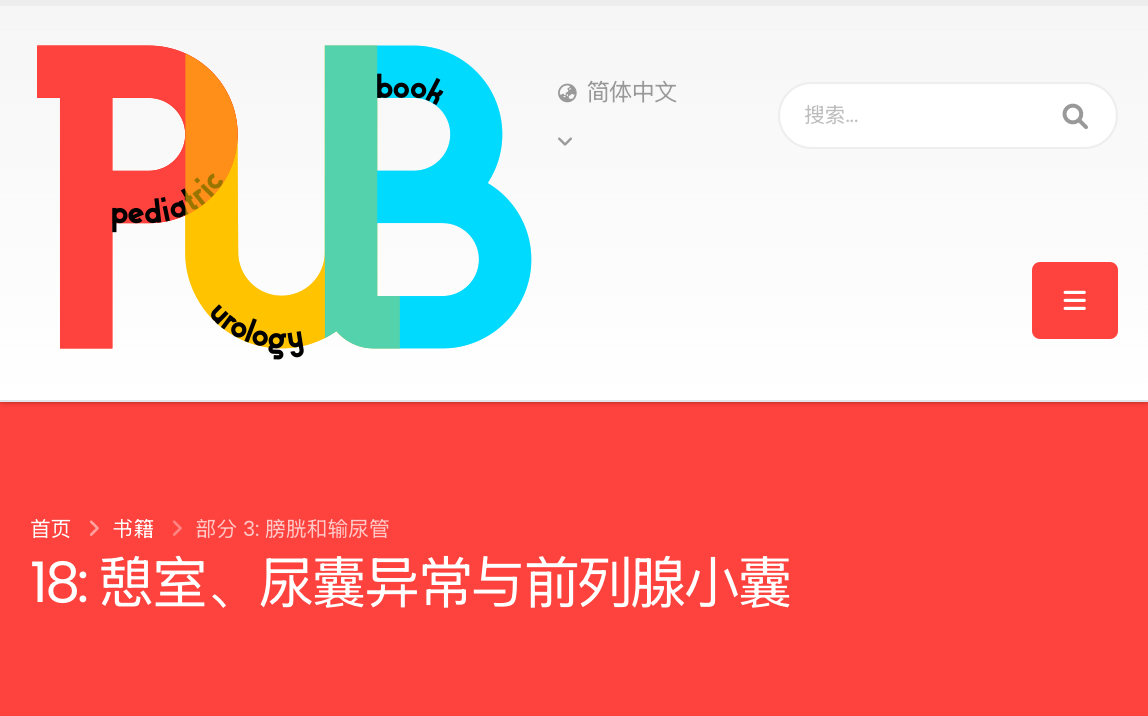 book
pediatric
urology
简体中文
搜索...
首页 书籍 部分 3: 膀胱和输尿管
18: 憩室、尿囊异常与前列腺小囊